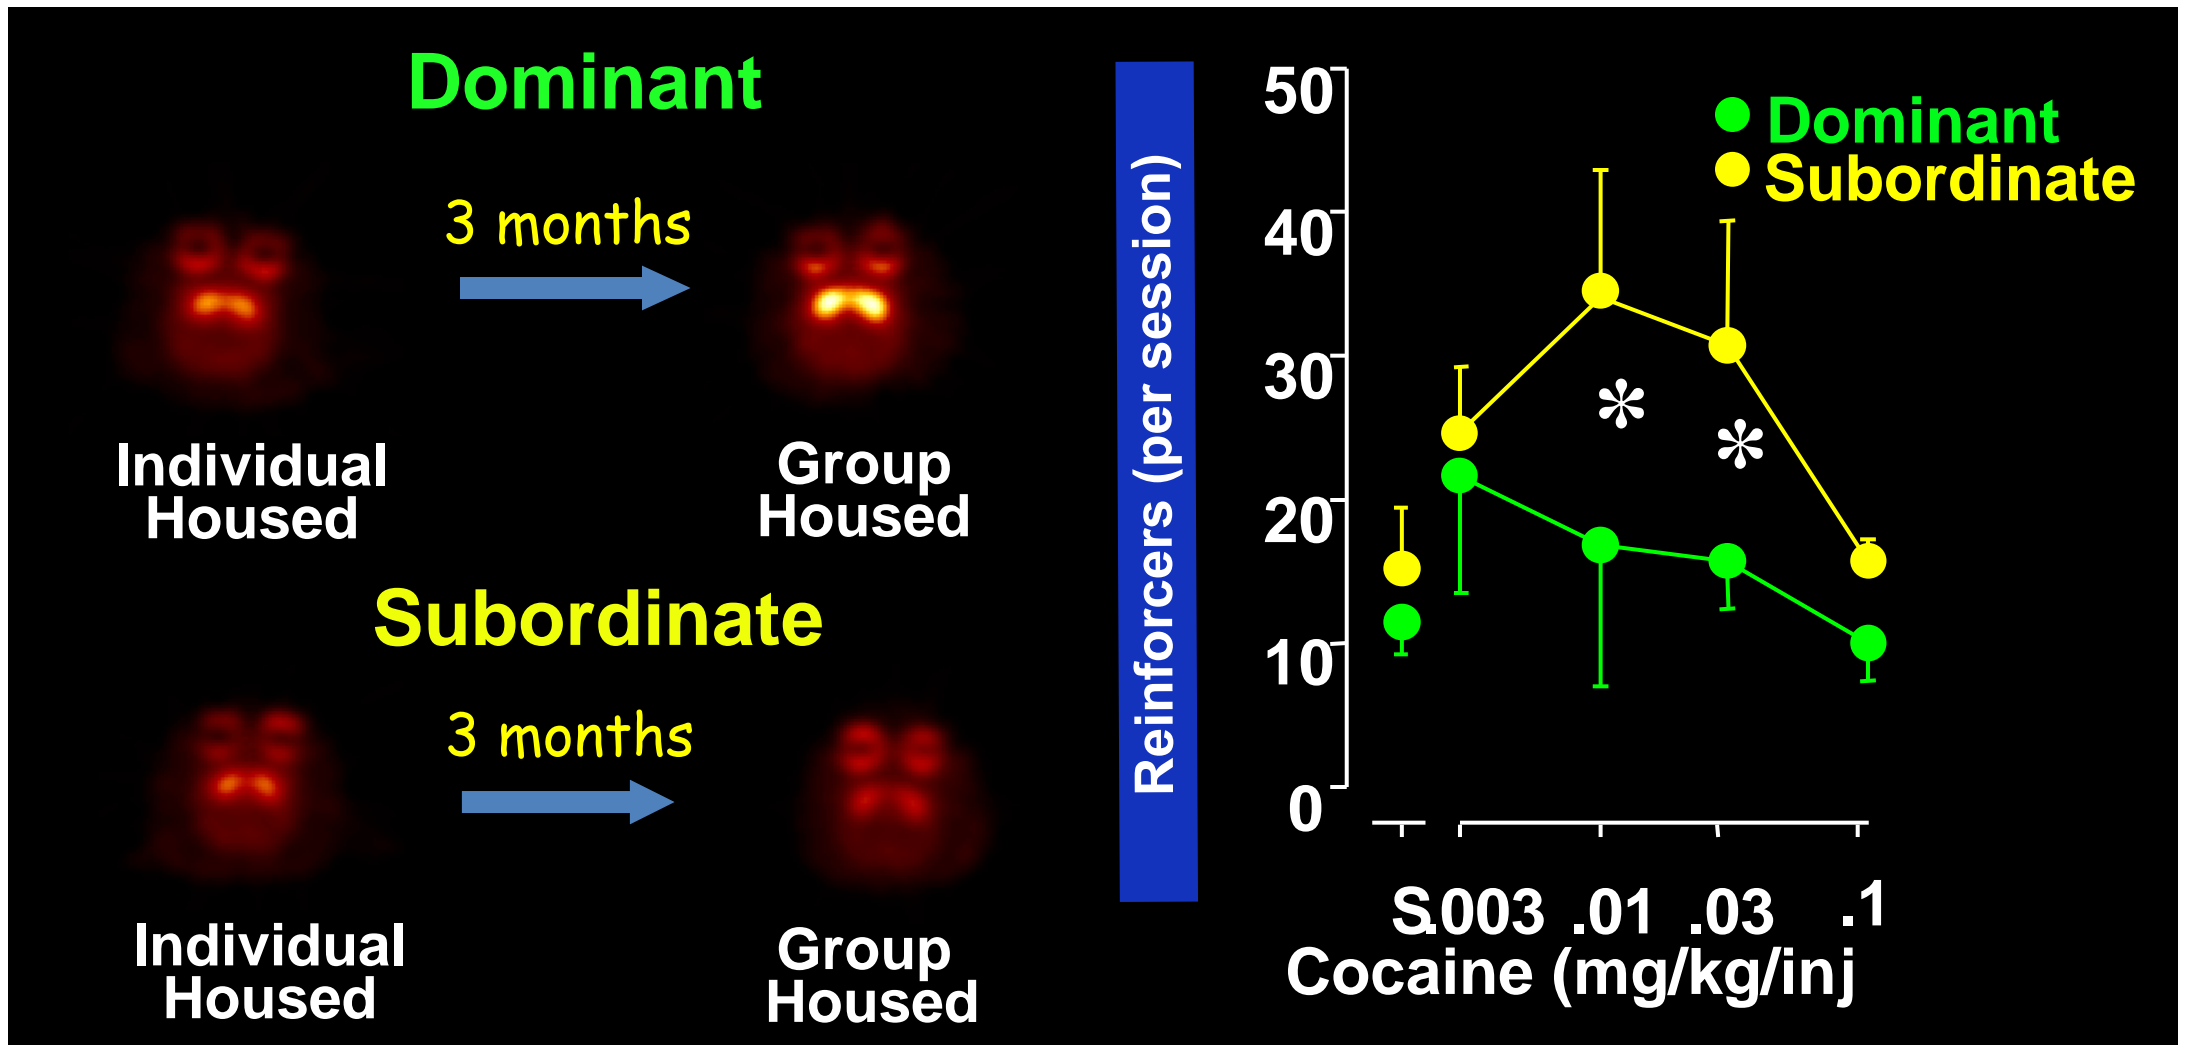 Dominant
3 months
Individual
Housed
Group
Housed
Subordinate
3 months
Individual
Housed
Group
Housed
Reinforcers (per session)
50
40
30
20
10
0
Dominant
Subordinate
*
*
S .003 .01 .03 .1
Cocaine (mg/kg/inj